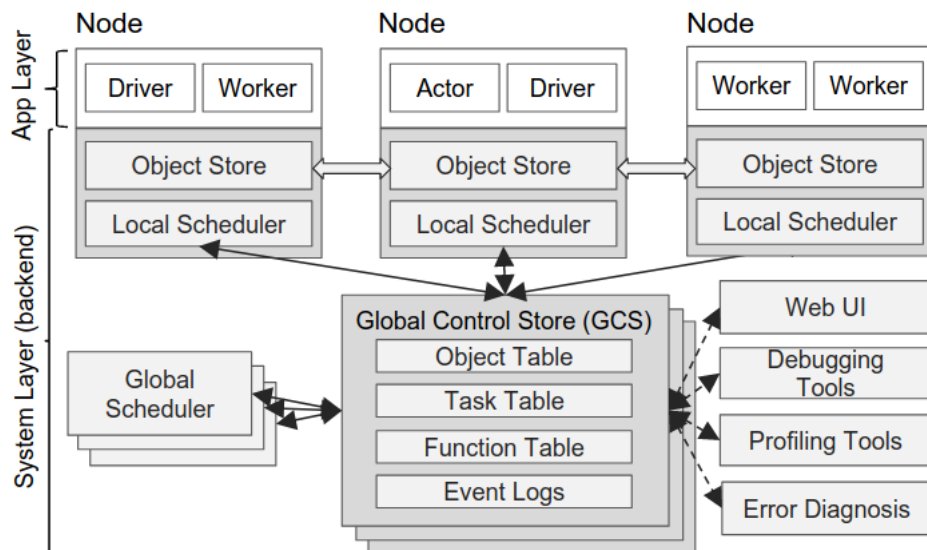 Node
Node
Node
App Layer
Driver
Worker
Actor
Driver
Worker
Worker
Object Store
Object Store
Object Store
Local Scheduler
Local Scheduler
Local Scheduler
System Layer (backend)
Global Control Store (GCS)
Object Table
Task Table
Function Table
Event Logs
Global
Scheduler
Web UI
Debugging
Tools
Profiling Tools
Error Diagnosis